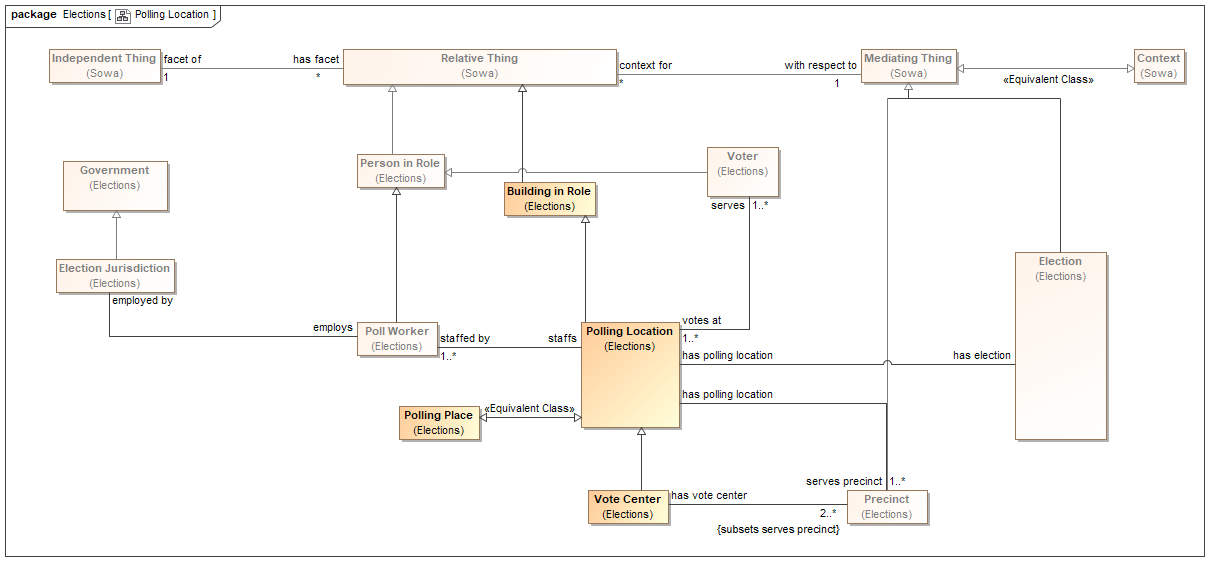 package Elections [ Polling Location ]
Independent Thing
(Sowa)
facet of
1
has facet
*
Relative Thing
(Sowa)
context for
*
with respect to
1
Mediating Thing
(Sowa)
«Equivalent Class»
Context
(Sowa)
Government
(Elections)
Person in Role
(Elections)
Building in Role
(Elections)
Voter
(Elections)
serves 1..*
Election Jurisdiction
(Elections)
employed by
employs
Poll Worker
(Elections)
staffed by
1..*
staffs
Polling Location
(Elections)
votes at
1..*
has polling location
has election
Election
(Elections)
has polling location
Polling Place
(Elections)
«Equivalent Class»
serves precinct 1..*
Vote Center
(Elections)
has vote center
2..*
{subsets serves precinct}
Precinct
(Elections)